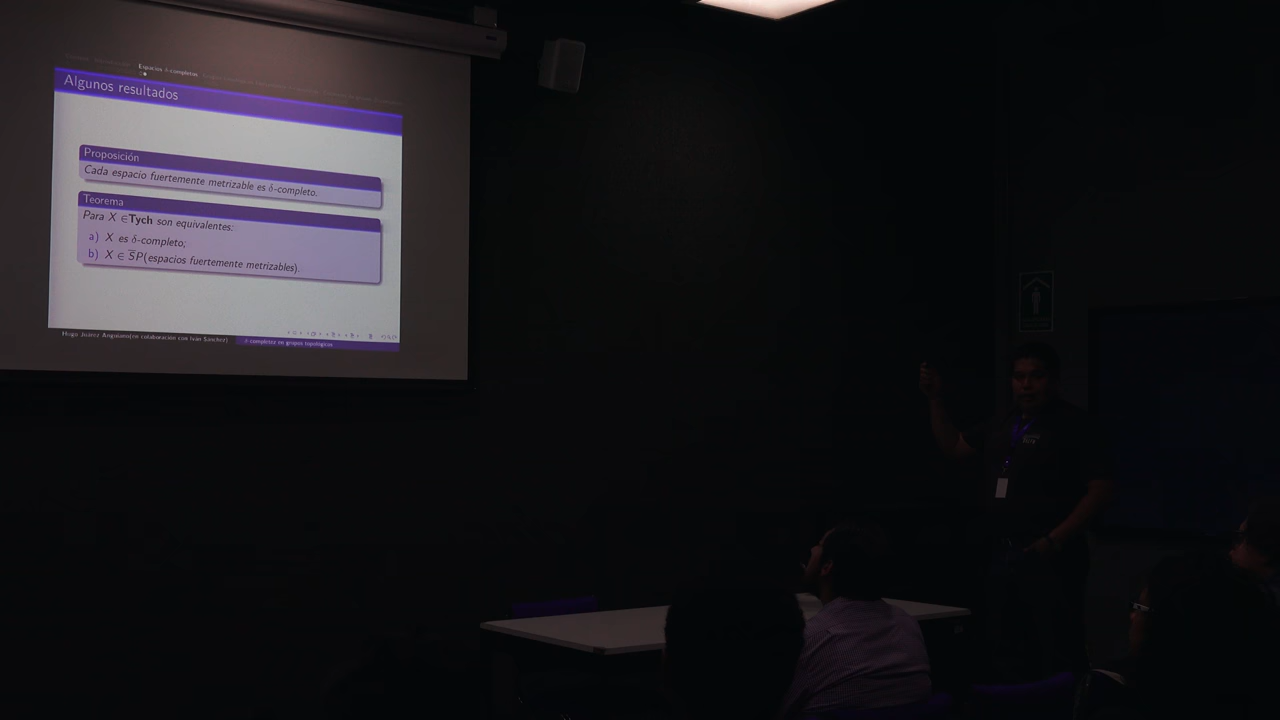 Espacios δ-completos
Algunos resultados
Proposición
Cada espacio fuertemente metrizable es δ-completo.
Teorema
Para X ∈Tych son equivalentes:
a) X es δ-completo;
b) X ∈ S̅P(espacios fuertemente metrizables).
Hugo Juárez Anguiano(en colaboración con Iván Sánchez)
δ-completez en grupos topológicos